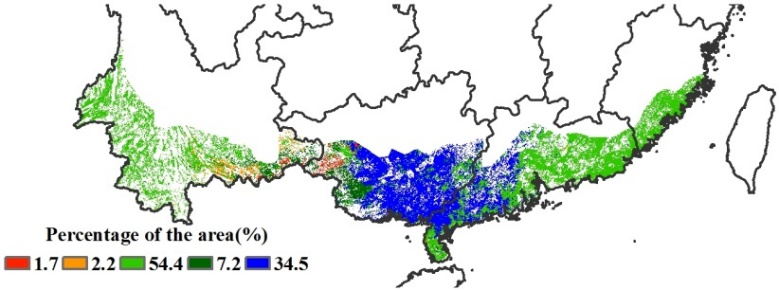 Percentage of the area(%)
1.7 2.2 54.4 7.2 34.5